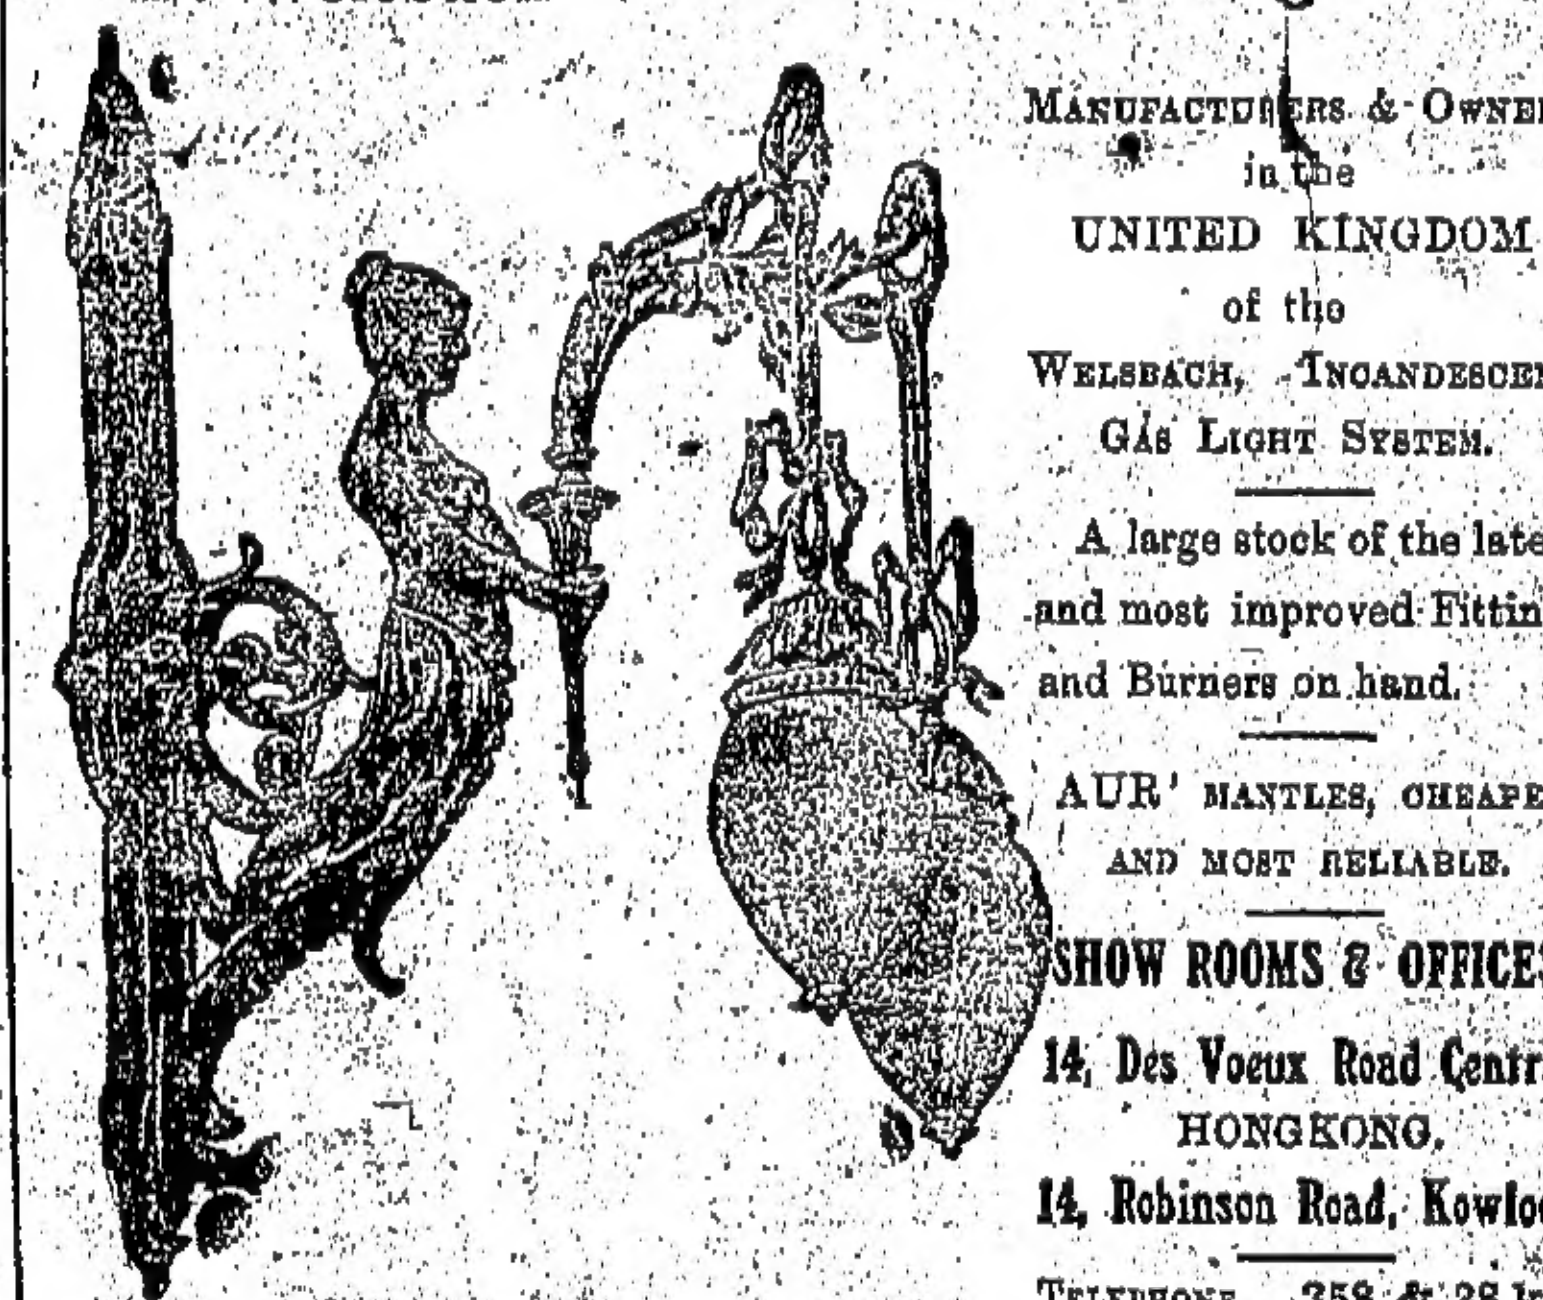 MANUFACTURERS & OWNE
in the
UNITED KINGDOM
of the
WELSBACH, INCANDESCE
GAS LIGHT SYSTEM.
A large stock of the late
and most improved Fittin
and Burners on hand.
AUR' MANTLES, CHEAPE
AND MOST RELIABLE.
SHOW ROOMS & OFFICE
14, Des Voeux Road Centr
HONGKONG.
14, Robinson Road, Kowloo
TELEPHONE